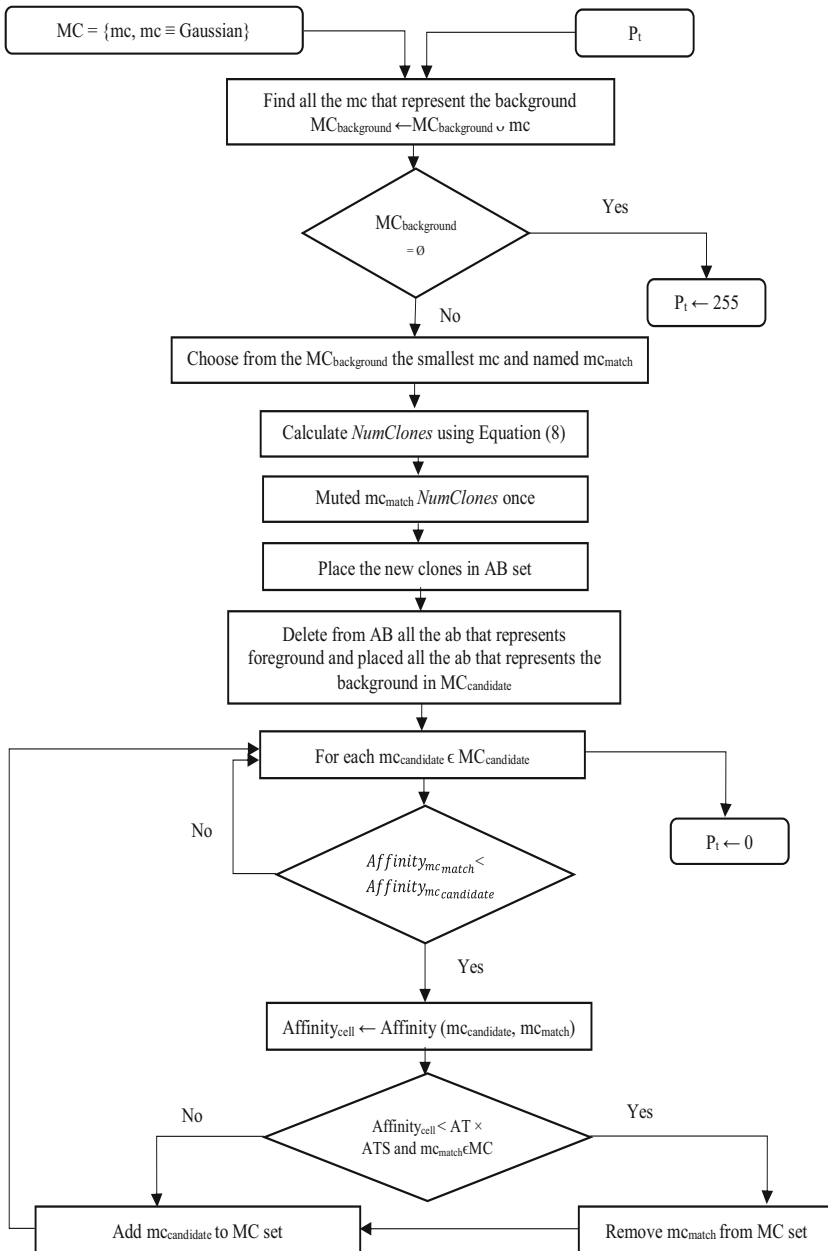 MC = {mc, mc ≡ Gaussian}
Pt
Find all the mc that represent the background
MCbackground ←MCbackground ∪ mc
MCbackground
= Ø
Yes
Pt ← 255
No
Choose from the MCbackground the smallest mc and named mcmatch
Calculate NumClones using Equation (8)
Muted mcmatch NumClones once
Place the new clones in AB set
Delete from AB all the ab that represents
foreground and placed all the ab that represents the
background in MCcandidate
For each mccandidate ϵ MCcandidate
No
Pt ← 0
Affinitymcmatch<
Affinitymccandidate
Yes
Affinitycell ← Affinity (mccandidate, mcmatch)
No
Affinitycell < AT ×
ATS and mcmatchϵMC
Yes
Add mccandidate to MC set
Remove mcmatch from MC set